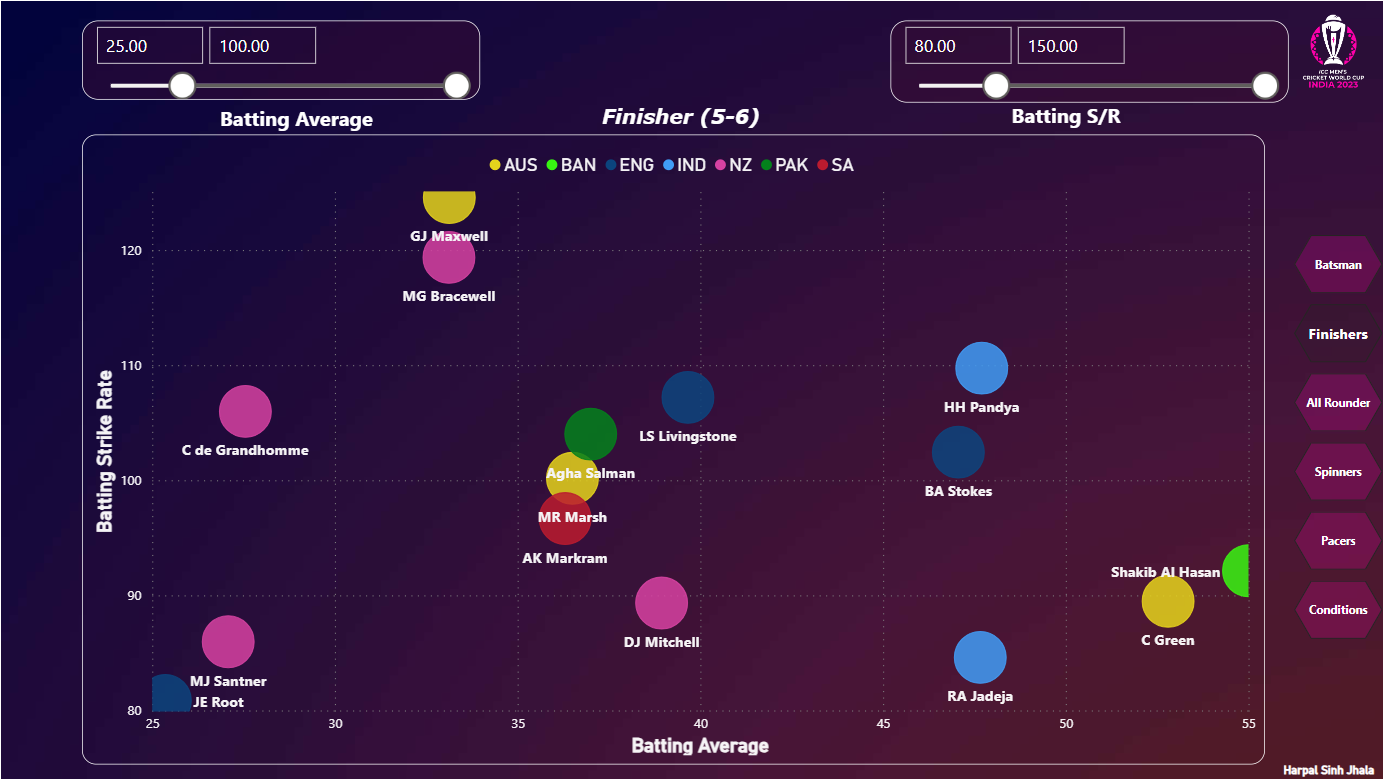 25.00 100.00
80.00 150.00
ICC MEN'S
CRICKET WORLD CUP
INDIA 2023
Batting Average
Finisher (5-6)
Batting S/R
AUS BAN ENG IND NZ PAK SA
GJ Maxwell
120
MG Bracewell
Batsman
Finishers
110
HH Pandya
All Rounder
LS Livingstone
C de Grandhomme
Agha Salman
Spinners
100
BA Stokes
MR Marsh
Pacers
AK Markram
Shakib Al Hasan
90
Conditions
DJ Mitchell
C Green
MJ Santner
RA Jadeja
JE Root
80
Batting Strike Rate
25 30 35 40 45 50 55
Batting Average
Harpal Sinh Jhala